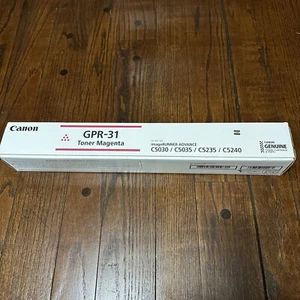 Canon
GPR-31
Toner Magenta
imageRUNNER ADVANCE
C5030 / C5035 / C5235 / C5240
GENUINE